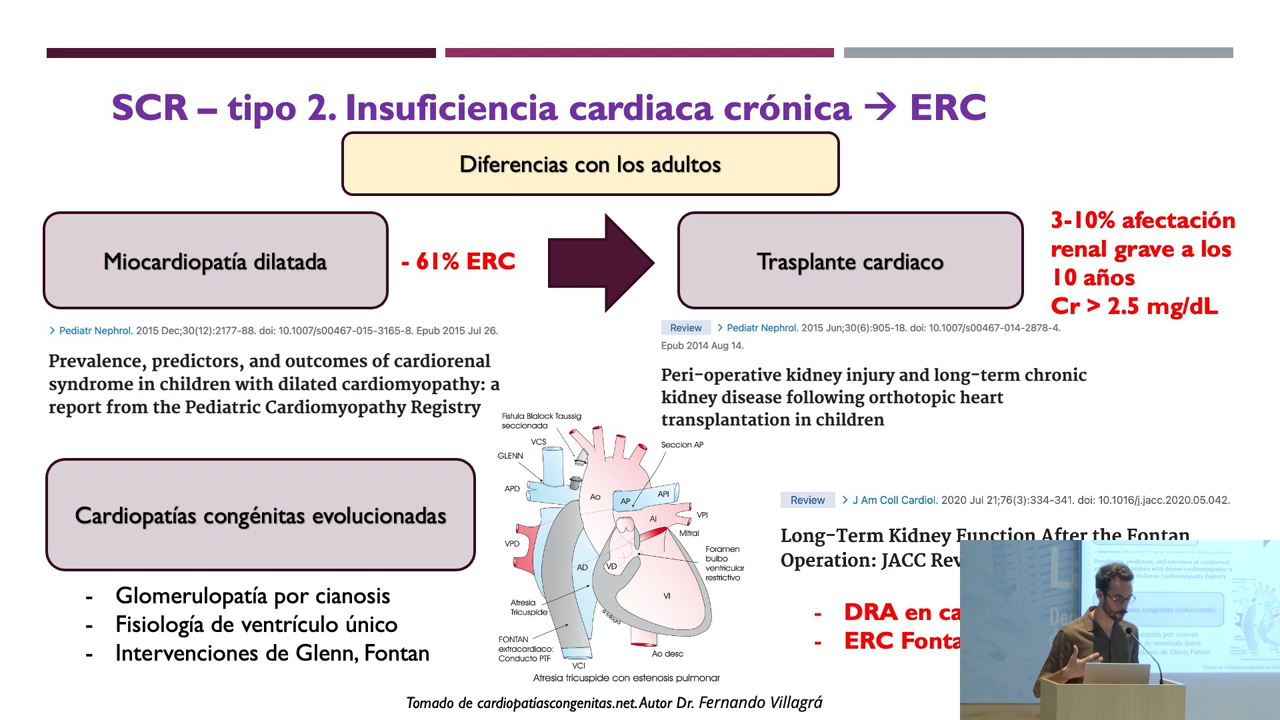 SCR – tipo 2. Insuficiencia cardiaca crónica → ERC
Diferencias con los adultos
Miocardiopatía dilatada
- 61% ERC
Trasplante cardiaco
3-10% afectación
renal grave a los
10 años
Cr > 2.5 mg/dL
> Pediatr Nephrol. 2015 Dec;30(12):2177-88. doi: 10.1007/s00467-015-3165-8. Epub 2015 Jul 26.
Prevalence, predictors, and outcomes of cardiorenal
syndrome in children with dilated cardiomyopathy: a
report from the Pediatric Cardiomyopathy Registry
Review > Pediatr Nephrol. 2015 Jun;30(6):905-18. doi: 10.1007/s00467-014-2878-4.
Epub 2014 Aug 14.
Peri-operative kidney injury and long-term chronic
kidney disease following orthotopic heart
transplantation in children
Cardiopatías congénitas evolucionadas
- Glomerulopatía por cianosis
- Fisiología de ventrículo único
- Intervenciones de Glenn, Fontan
Fistula Blalock Taussig
seccionada
VCS
GLENN
APD
VPD
Seccion AP
Ao
AP
API
AI
VPI
Mitral
AD
VD
Foramen
bulbo
ventricular
restrictivo
VI
Atresia
Tricuspide
FONTAN
extracardiaco:
Conducto PTF
VCI
Ao desc
Atresia tricuspide con estenosis pulmonar
Tomado de cardiopatíascongenitas.net. Autor Dr. Fernando Villagrá
Review > J Am Coll Cardiol. 2020 Jul 21;76(3):334-341. doi: 10.1016/j.jacc.2020.05.042.
Long-Term Kidney Function After the Fontan
Operation: JACC Rev
- DRA en ca
- ERC Fonta